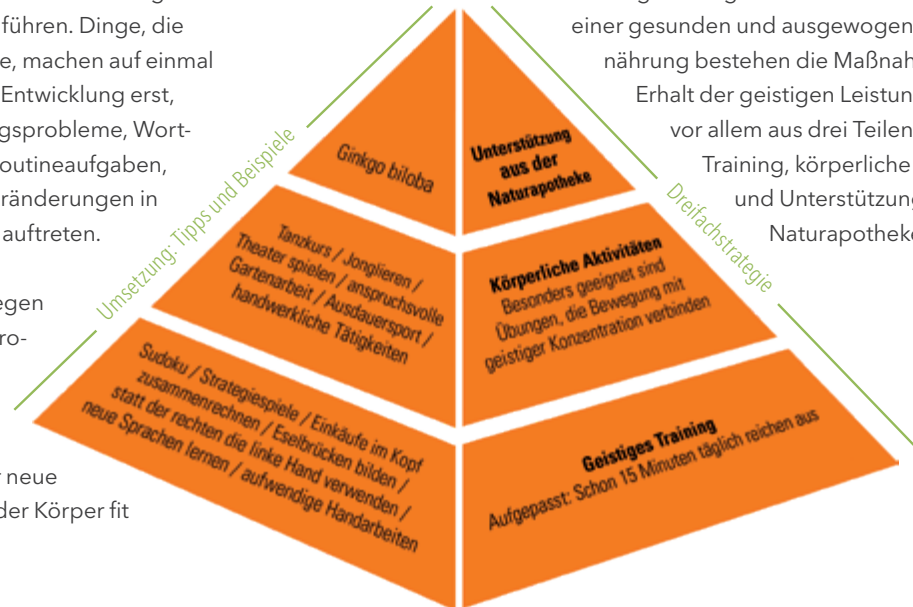 führen. Dinge, die
e, machen auf einmal
Entwicklung erst,
gsprobleme, Wort-
outineaufgaben,
ränderungen in
auftreten.
egen
ro-
r neue
der Körper fit
einer gesunden und ausgewogen
nährung bestehen die Maßnah
Erhalt der geistigen Leistun
vor allem aus drei Teilen
Training, körperliche
und Unterstützung
Naturapotheke
Umsetzung: Tipps und Beispiele
Dreifachstrategie
Ginkgo biloba
Unterstützung
aus der
Naturapotheke
Tanzkurs / Jonglieren /
Theater spielen / anspruchsvolle
Gartenarbeit / Ausdauersport /
handwerkliche Tätigkeiten
Körperliche Aktivitäten
Besonders geeignet sind
Übungen, die Bewegung mit
geistiger Konzentration verbinden
Sudoku / Strategiespiele / Einkäufe im Kopf
zusammenrechnen / Eselbrücken bilden /
statt der rechten die linke Hand verwenden /
neue Sprachen lernen / aufwendige Handarbeiten
Geistiges Training
Aufgepasst: Schon 15 Minuten täglich reichen aus